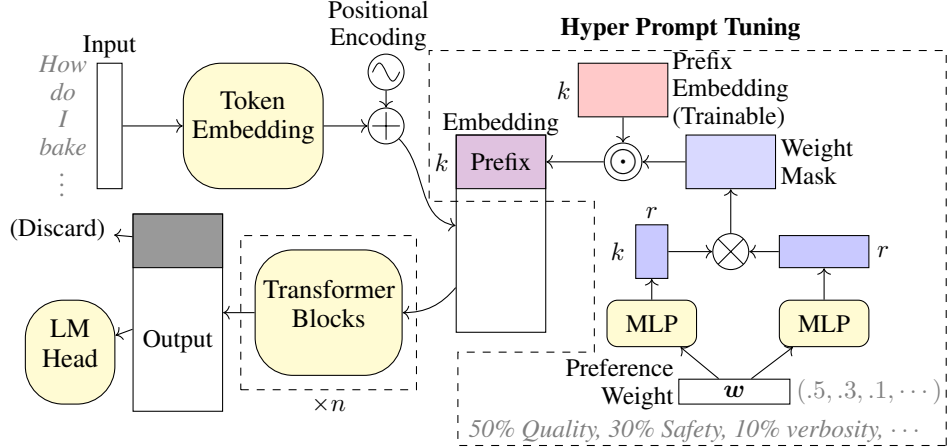 Hyper Prompt Tuning
Positional
Encoding
Input
How
do
I
bake
⋮
Token
Embedding
k
Prefix
Embedding
(Trainable)
Embedding
k
Prefix
Weight
Mask
(Discard)
Transformer
Blocks
×n
LM
Head
Output
r
k
r
MLP
MLP
Preference
Weight
w
(.5, .3, .1, ⋯)
50% Quality, 30% Safety, 10% verbosity, ⋯